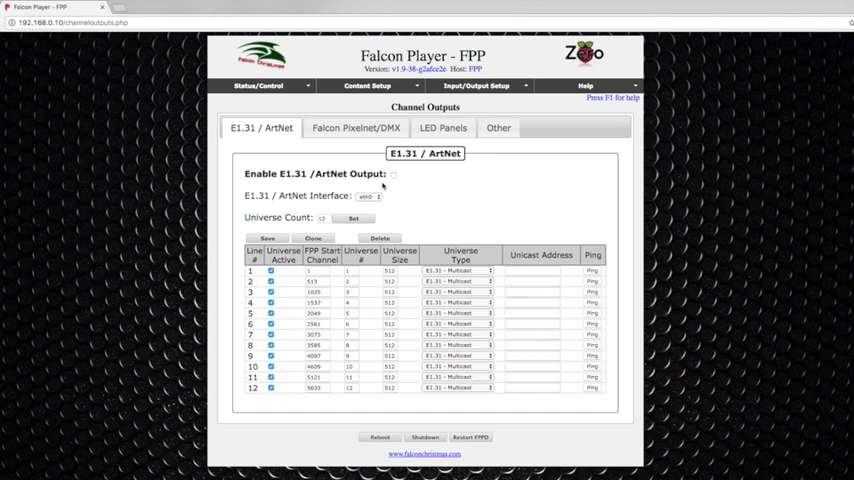 Falcon Player - FPP
192.168.0.10/channeloutputs.php
Falcon Christmas
Falcon Player - FPP
Zero
Version: v1.9-38-g2afce2e Host: FPP
Status/Control Content Setup Input/Output Setup Help
Press F1 for help
Channel Outputs
E1.31 / ArtNet Falcon Pixelnet/DMX LED Panels Other
E1.31 / ArtNet
Enable E1.31 /ArtNet Output:
E1.31 / ArtNet Interface: eth0
Universe Count: 12 Set
Save Clone Delete
Line # Universe Active FPP Start Channel Universe # Universe Size Universe Type Unicast Address Ping
1 1 1 512 E1.31 - Multicast Ping
2 513 2 512 E1.31 - Multicast Ping
3 1025 3 512 E1.31 - Multicast Ping
4 1537 4 512 E1.31 - Multicast Ping
5 2049 5 512 E1.31 - Multicast Ping
6 2561 6 512 E1.31 - Multicast Ping
7 3073 7 512 E1.31 - Multicast Ping
8 3585 8 512 E1.31 - Multicast Ping
9 4097 9 512 E1.31 - Multicast Ping
10 4609 10 512 E1.31 - Multicast Ping
11 5121 11 512 E1.31 - Multicast Ping
12 5633 12 512 E1.31 - Multicast Ping
Reboot Shutdown Restart FPPD
www.falconchristmas.com